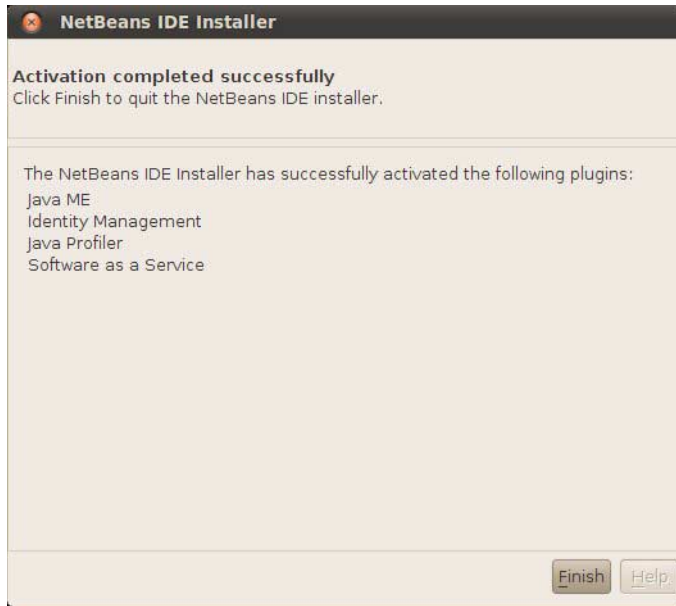 NetBeans IDE Installer
Activation completed successfully
Click Finish to quit the NetBeans IDE installer.
The NetBeans IDE Installer has successfully activated the following plugins:
Java ME
Identity Management
Java Profiler
Software as a Service
Finish Help